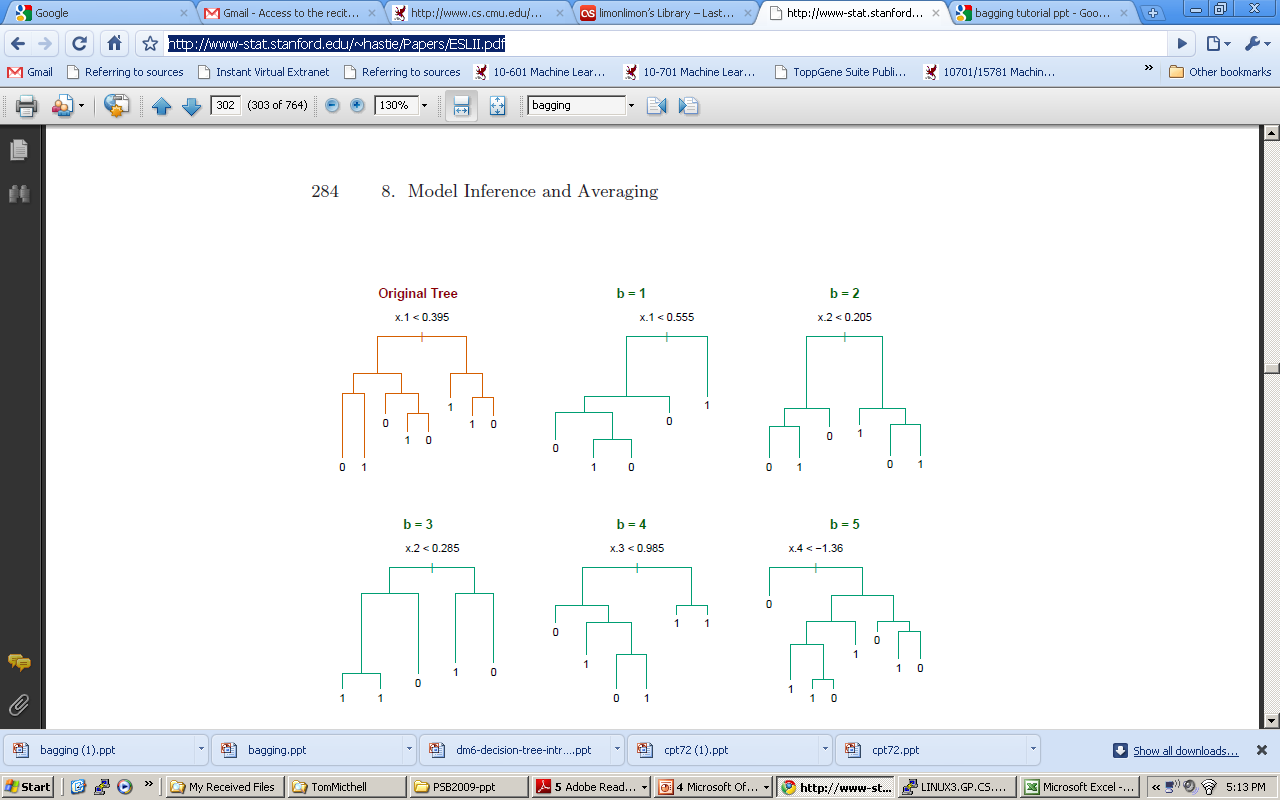 Google
Gmail - Access to the recit...
http://www.cs.cmu.edu/...
limonlimon's Library – Last...
http://www-stat.stanford...
bagging tutorial ppt - Goo...
http://www-stat.stanford.edu/~hastie/Papers/ESLII.pdf
Gmail
Referring to sources
Instant Virtual Extranet
Referring to sources
10-601 Machine Lear...
10-701 Machine Lear...
ToppGene Suite Publi...
10701/15781 Machin...
»
Other bookmarks
302 (303 of 764) 130% bagging
284 8. Model Inference and Averaging
Original Tree b = 1 b = 2
x.1 < 0.395 x.1 < 0.555 x.2 < 0.205
1 1
0 1 0 0 0 0 1
1 0 0
1 0 0 1 0 1
0 1
b = 3 b = 4 b = 5
x.2 < 0.285 x.3 < 0.985 x.4 < −1.36
0
1 1
0 0
1 1
1 0 1 1 0
0
1 1 0 1 1 1 0
bagging (1).ppt
bagging.ppt
dm6-decision-tree-intr....ppt
cpt72 (1).ppt
cpt72.ppt
Show all downloads...
Start
»
My Received Files
TomMicthell
PSB2009-ppt
5 Adobe Read...
4 Microsoft Of...
http://www-st...
LINUX3.GP.CS....
Microsoft Excel -...
«
5:13 PM